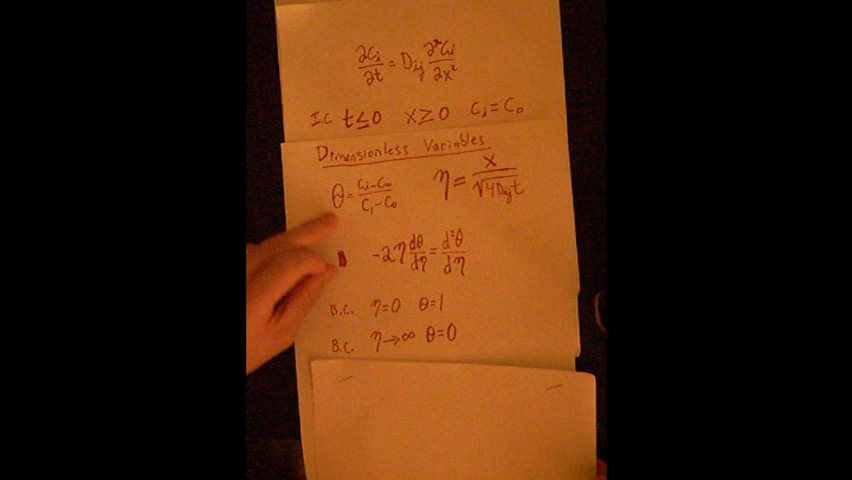 ∂Ci/∂t = Dij ∂²Ci/∂x²
I.C t≤0 x≥0 Ci=C₀
Dimensionless Variables
θ = Ci-C₀/C₁-C₀ η = x/√4Dijt
-2η dθ/dη = d²θ/dη
B.C. η=0 θ=1
B.C. η→∞ θ=0